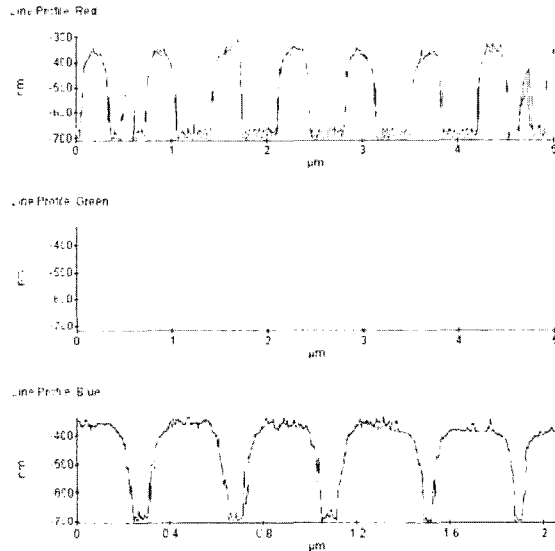 Line Profile Red
-300
-400
-500
-600
-700
nm
0 1 2 3 4 5
µm
Line Profile Green
-400
-500
-600
-700
0 1 2 3 4 5
µm
Line Profile Blue
-400
-500
-600
-700
nm
0 0.4 0.8 1.2 1.6 2
µm